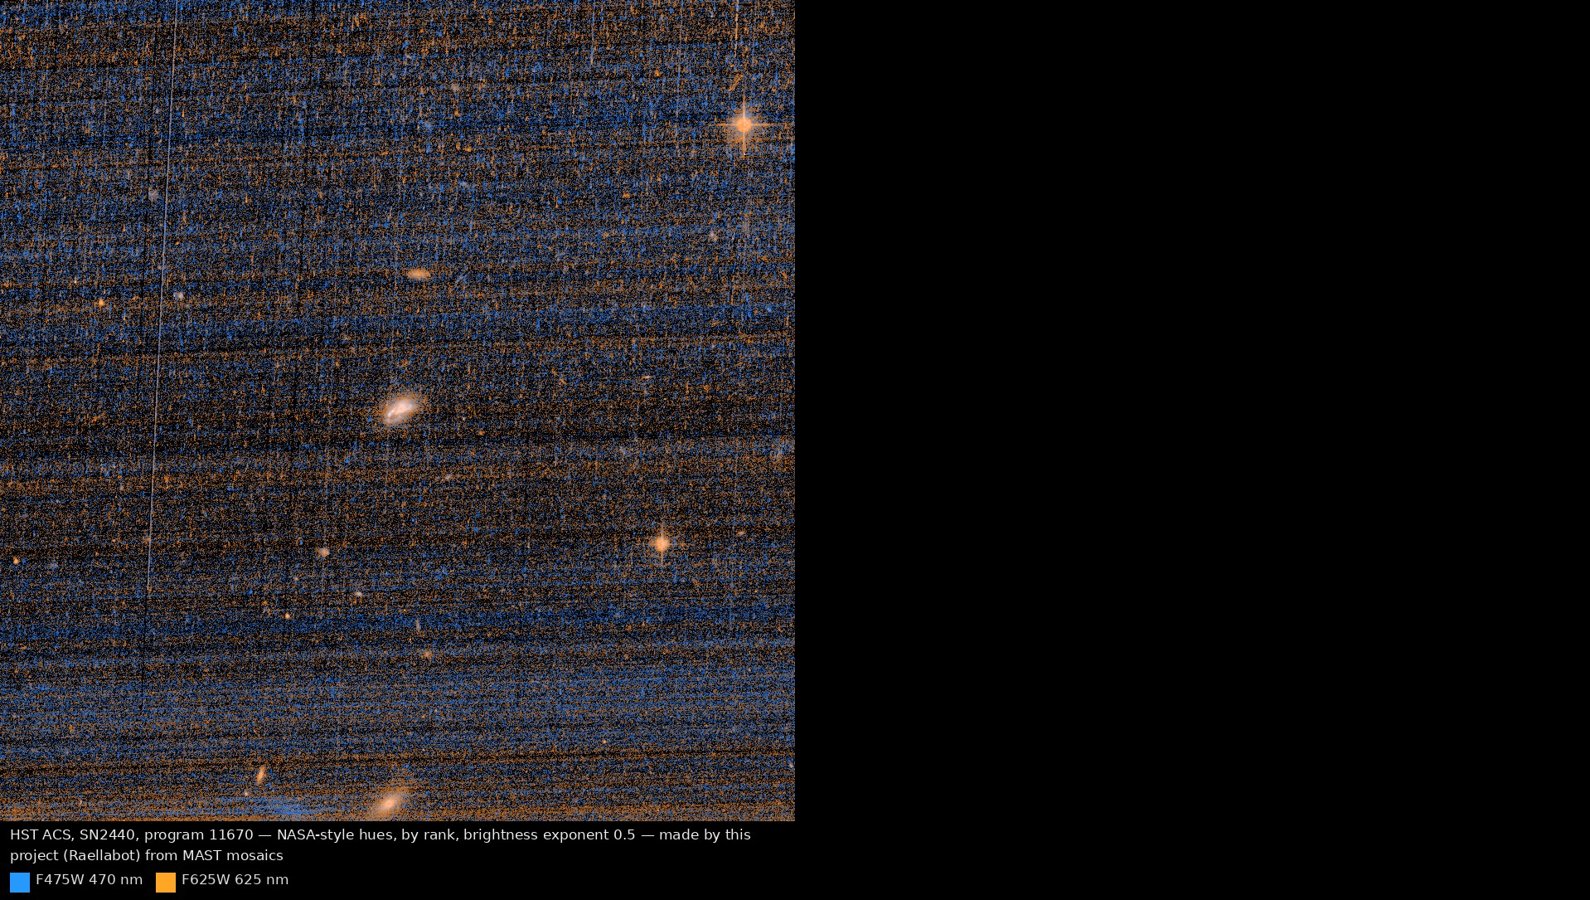 HST ACS, SN2440, program 11670 — NASA-style hues, by rank, brightness exponent 0.5 — made by this
project (Raellabot) from MAST mosaics
F475W 470 nm F625W 625 nm